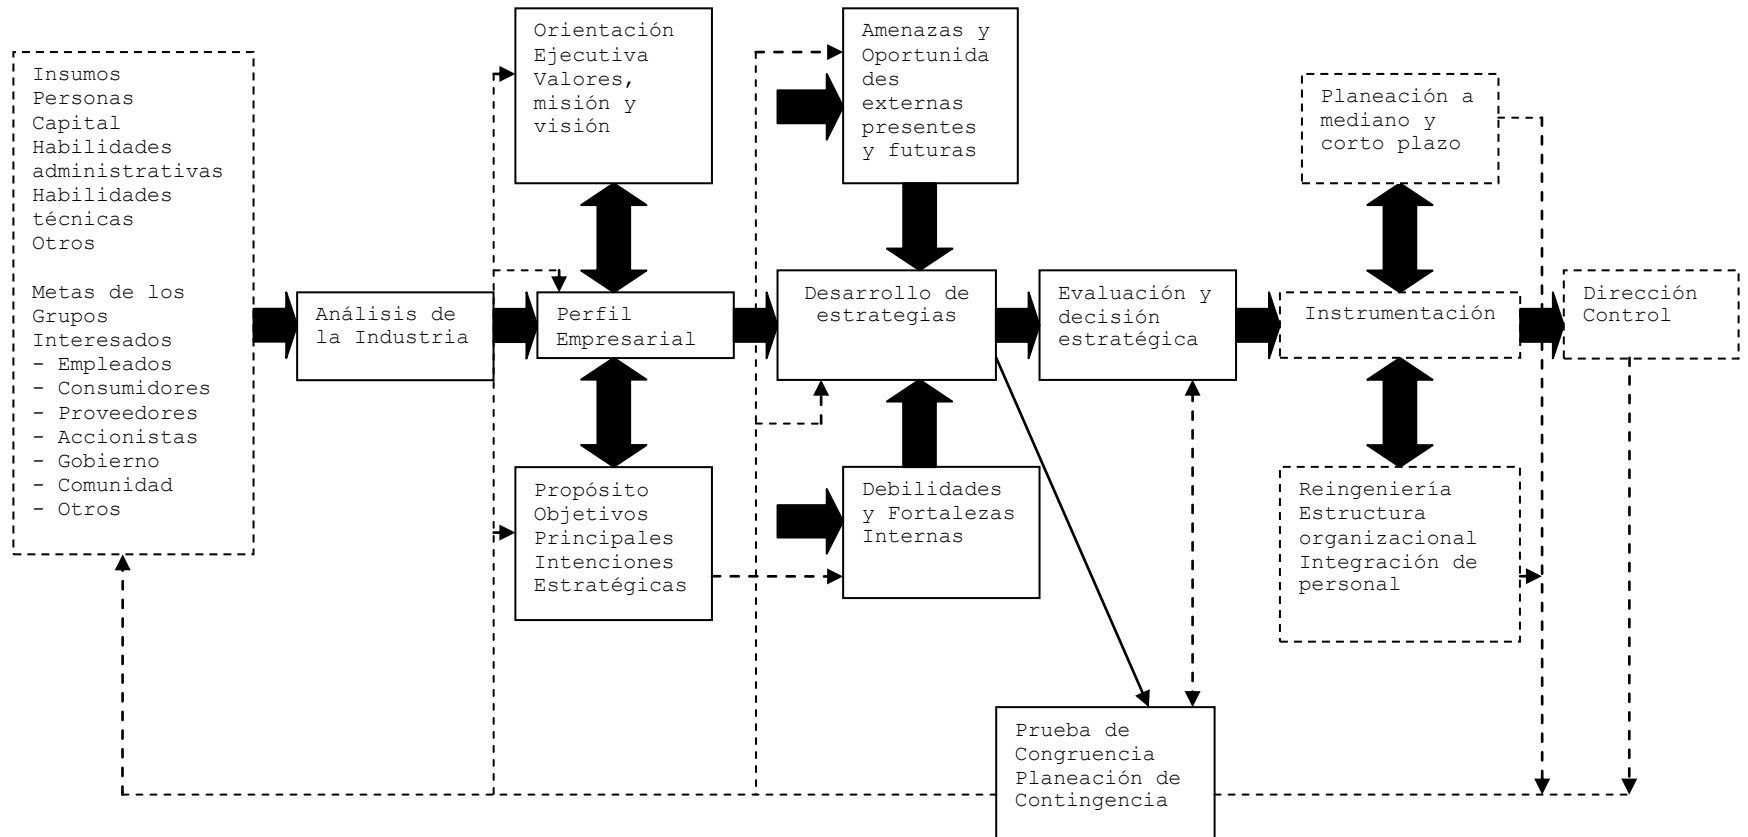 Insumos
Personas
Capital
Habilidades
administrativas
Habilidades
técnicas
Otros
Metas de los
Grupos
Interesados
- Empleados
- Consumidores
- Proveedores
- Accionistas
- Gobierno
- Comunidad
- Otros
Análisis de
la Industria
Orientación
Ejecutiva
Valores,
misión y
visión
Perfil
Empresarial
Propósito
Objetivos
Principales
Intenciones
Estratégicas
Amenazas y
Oportunida
des
externas
presentes
y futuras
Desarrollo de
estrategias
Debilidades
y Fortalezas
Internas
Evaluación y
decisión
estratégica
Prueba de
Congruencia
Planeación de
Contingencia
Planeación a
mediano y
corto plazo
Instrumentación
Reingeniería
Estructura
organizacional
Integración de
personal
Dirección
Control